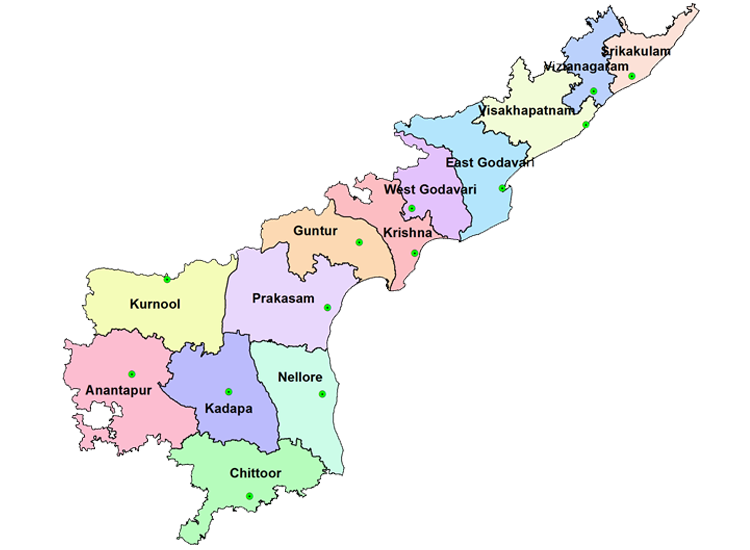 Srikakulam
Vizianagaram
Visakhapatnam
East Godavari
West Godavari
Krishna
Guntur
Prakasam
Kurnool
Nellore
Anantapur
Kadapa
Chittoor